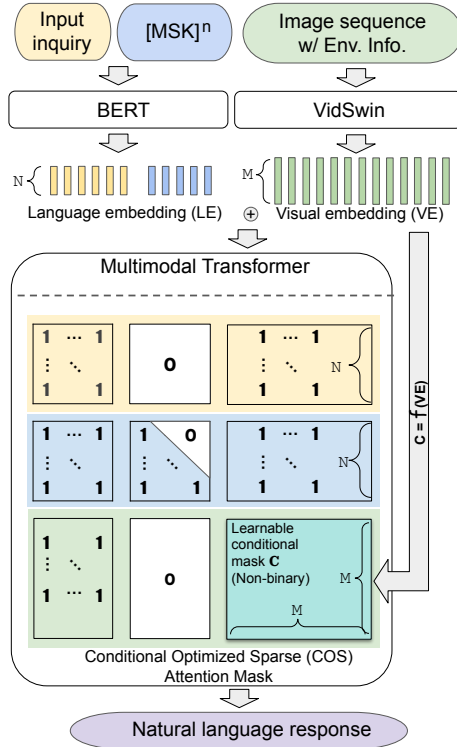 Input inquiry
[MSK]ⁿ
Image sequence w/ Env. Info.
BERT
VidSwin
N
M
Language embedding (LE)
⊕
Visual embedding (VE)
Multimodal Transformer
1 ⋯ 1
⋮ ⋱
1 1
0
1 ⋯ 1
⋮ ⋱
1 1
N
1 ⋯ 1
⋮ ⋱
1 1
1 0
⋮ ⋱
1 1
1 ⋯ 1
⋮ ⋱
1 1
N
C = f (VE)
1 1
⋮ ⋱
1 ⋯ 1
0
Learnable
conditional
mask C
(Non-binary)
M
M
Conditional Optimized Sparse (COS)
Attention Mask
Natural language response